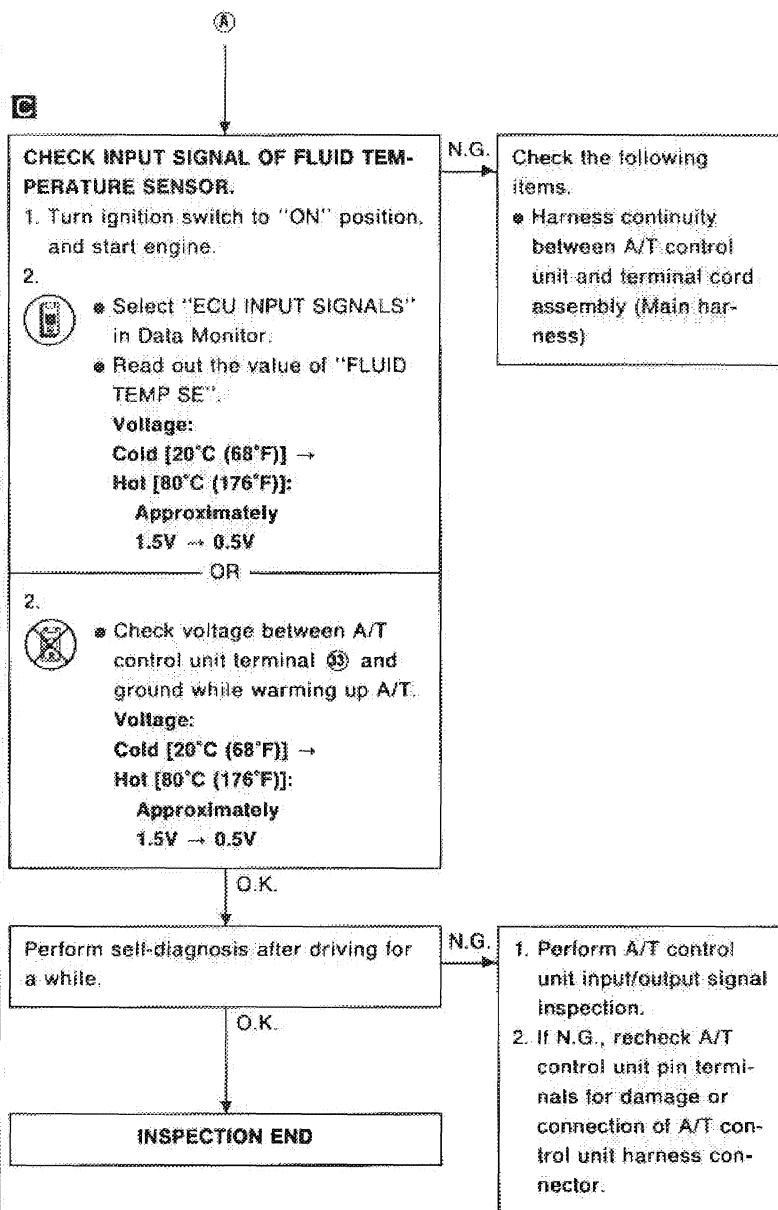 Ⓐ
C
CHECK INPUT SIGNAL OF FLUID TEM-
PERATURE SENSOR.
1. Turn ignition switch to "ON" position,
and start engine.
2.
● Select "ECU INPUT SIGNALS"
in Data Monitor.
● Read out the value of "FLUID
TEMP SE".
Voltage:
Cold [20°C (68°F)] →
Hot [80°C (176°F)]:
Approximately
1.5V → 0.5V
OR
2.
● Check voltage between A/T
control unit terminal ㉝ and
ground while warming up A/T.
Voltage:
Cold [20°C (68°F)] →
Hot [80°C (176°F)]:
Approximately
1.5V → 0.5V
N.G.
Check the following
items.
● Harness continuity
between A/T control
unit and terminal cord
assembly (Main har-
ness)
O.K.
Perform self-diagnosis after driving for
a while.
N.G.
1. Perform A/T control
unit input/output signal
inspection.
2. If N.G., recheck A/T
control unit pin termi-
nals for damage or
connection of A/T con-
trol unit harness con-
nector.
O.K.
INSPECTION END